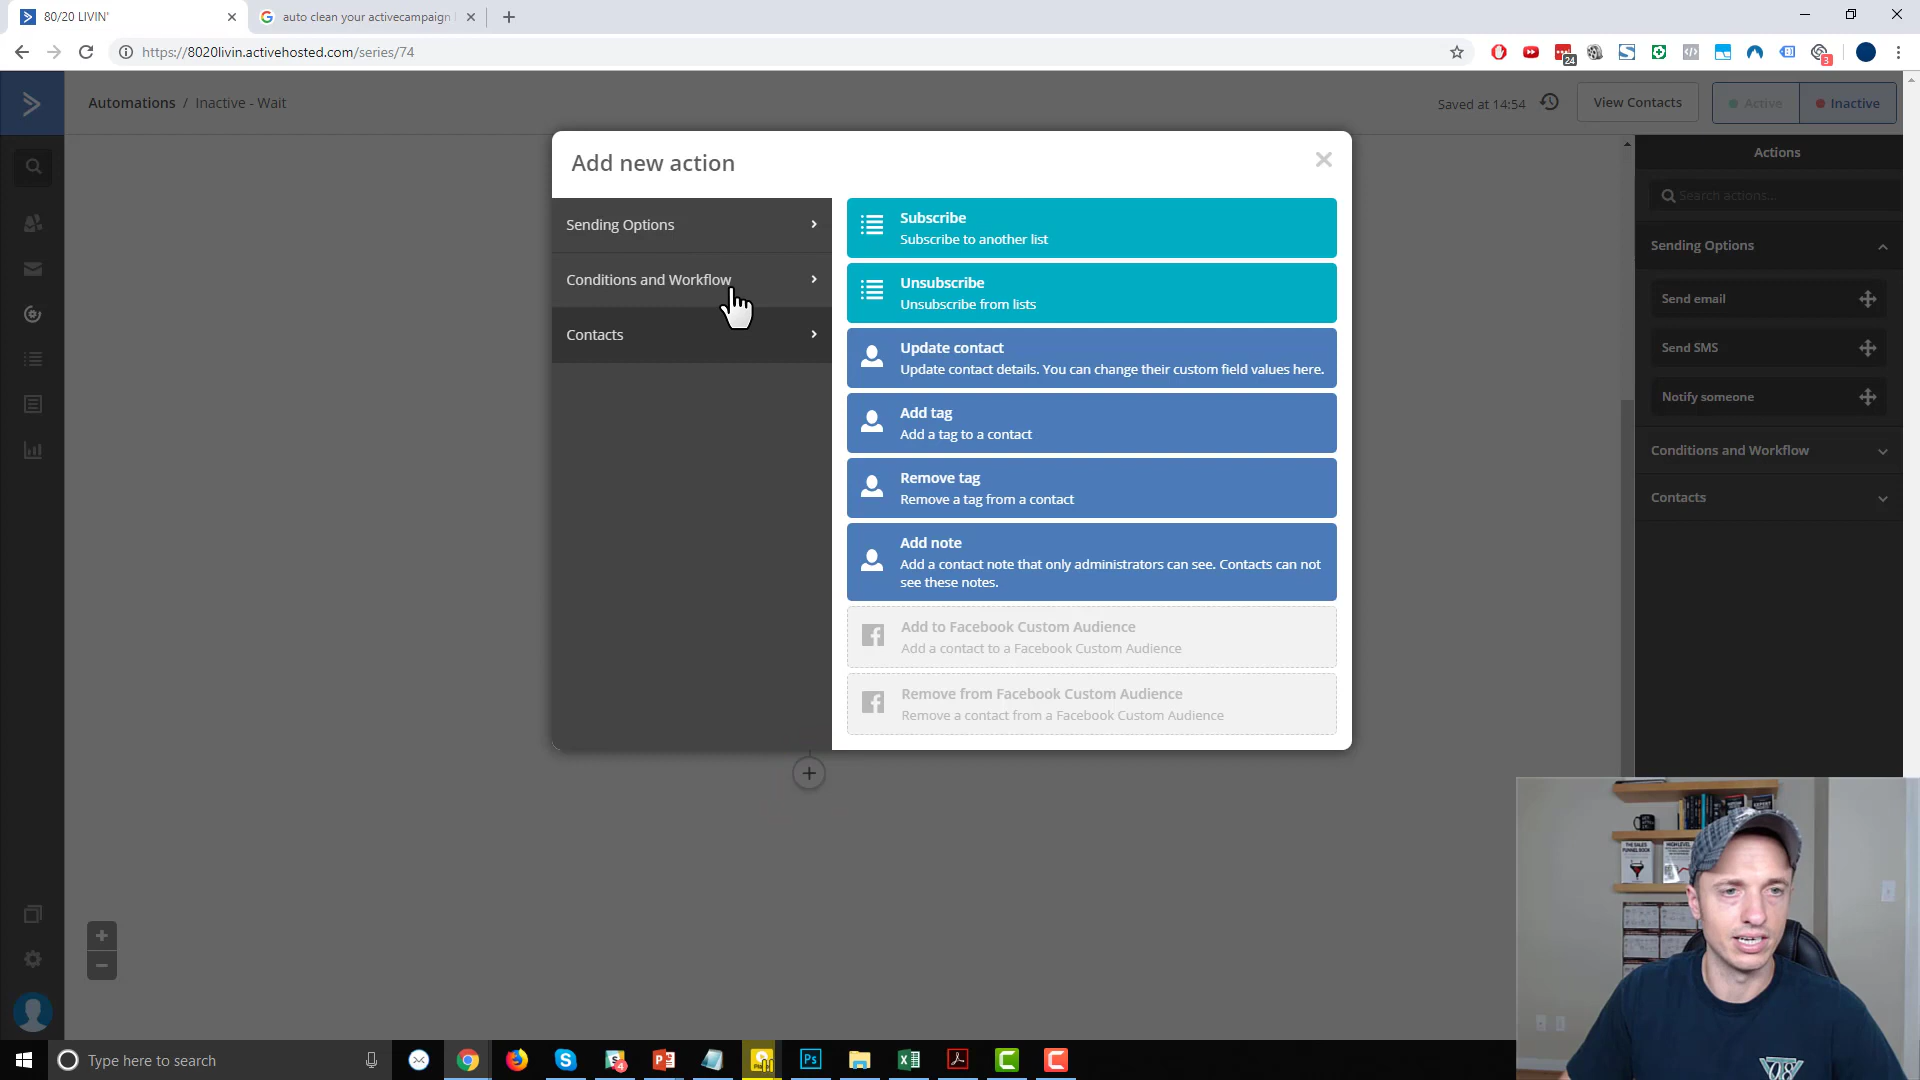 80/20 LIVIN'
auto clean your activecampaign
https://8020livin.activehosted.com/series/74
24
3
Automations / Inactive - Wait
Saved at 14:54
View Contacts
Active
Inactive
Add new action
Sending Options
Conditions and Workflow
Contacts
Subscribe
Subscribe to another list
Unsubscribe
Unsubscribe from lists
Update contact
Update contact details. You can change their custom field values here.
Add tag
Add a tag to a contact
Remove tag
Remove a tag from a contact
Add note
Add a contact note that only administrators can see. Contacts can not
see these notes.
Add to Facebook Custom Audience
Add a contact to a Facebook Custom Audience
Remove from Facebook Custom Audience
Remove a contact from a Facebook Custom Audience
Actions
Search actions...
Sending Options
Send email
Send SMS
Notify someone
Conditions and Workflow
Contacts
Type here to search
4
Ps